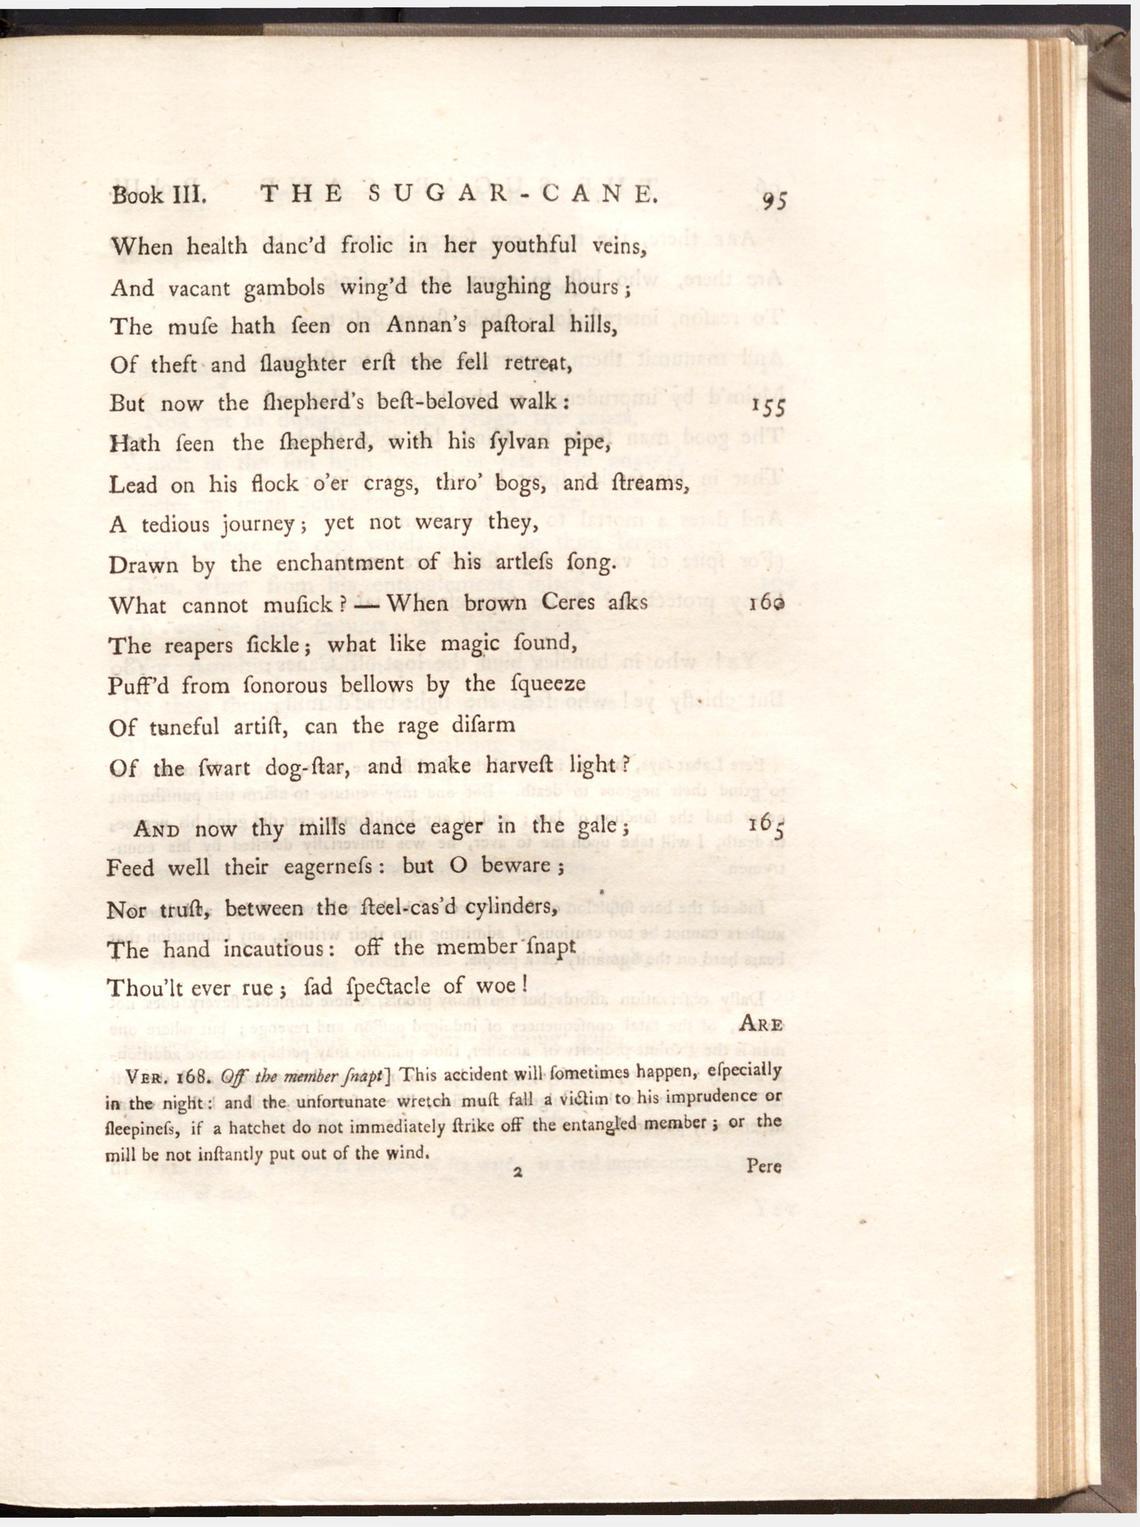 Book III. THE SUGAR-CANE. 95
When health danc'd frolic in her youthful veins,
And vacant gambols wing'd the laughing hours;
The muſe hath ſeen on Annan's paſtoral hills,
Of theft and ſlaughter erſt the fell retreat,
But now the ſhepherd's beſt-beloved walk: 155
Hath ſeen the ſhepherd, with his ſylvan pipe,
Lead on his flock o'er crags, thro' bogs, and ſtreams,
A tedious journey; yet not weary they,
Drawn by the enchantment of his artleſs ſong.
What cannot muſick? — When brown Ceres aſks 160
The reapers ſickle; what like magic ſound,
Puff'd from ſonorous bellows by the ſqueeze
Of tuneful artiſt, can the rage diſarm
Of the ſwart dog-ſtar, and make harveſt light?
AND now thy mills dance eager in the gale; 165
Feed well their eagerneſs: but O beware;
Nor truſt, between the ſteel-cas'd cylinders,
The hand incautious: off the member ſnapt
Thou'lt ever rue; ſad ſpectacle of woe!
ARE
VER. 168. Off the member ſnapt] This accident will ſometimes happen, eſpecially
in the night: and the unfortunate wretch muſt fall a victim to his imprudence or
ſleepineſs, if a hatchet do not immediately ſtrike off the entangled member; or the
mill be not inſtantly put out of the wind.
2 Pere